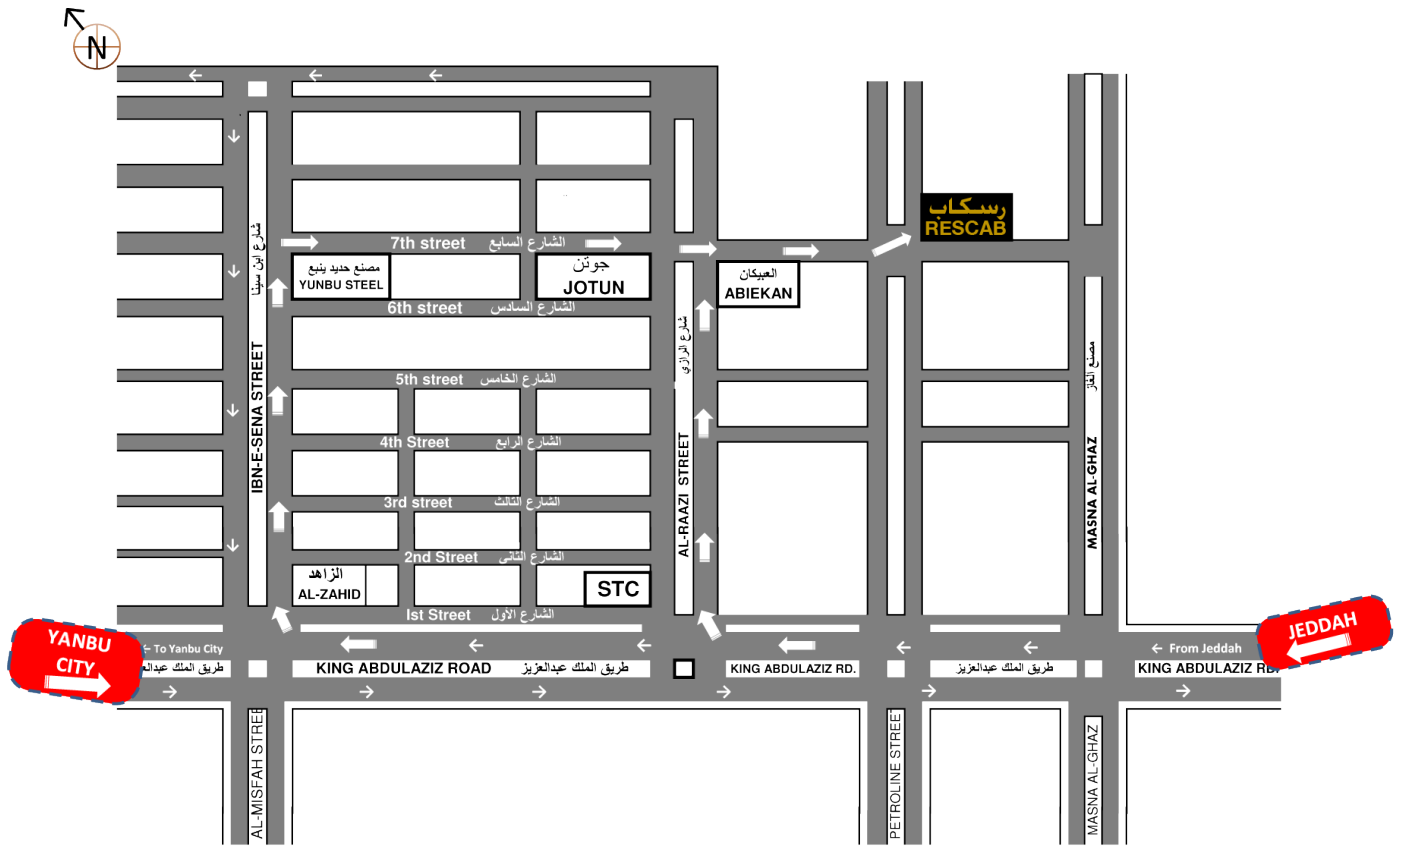 N
شارع ابن سينا
IBN-E-SENA STREET
7th street الشارع السابع
مصنع حديد ينبع
YUNBU STEEL
جوتن
JOTUN
6th street الشارع السادس
5th street الشارع الخامس
4th Street الشارع الرابع
3rd street الشارع الثالث
2nd Street الشارع الثاني
الزاهد
AL-ZAHID
STC
Ist Street الشارع الأول
شارع الرازي
AL-RAAZI STREET
العبيكان
ABIEKAN
رسكاب
RESCAB
مصنع الغاز
MASNA AL-GHAZ
YANBU
CITY
To Yanbu City
طريق الملك عبدالعزيز
KING ABDULAZIZ ROAD طريق الملك عبدالعزيز
KING ABDULAZIZ RD.
طريق الملك عبدالعزيز
From Jeddah
KING ABDULAZIZ RD.
JEDDAH
AL-MISFAH STREE
PETROLINE STREET
MASNA AL-GHAZ